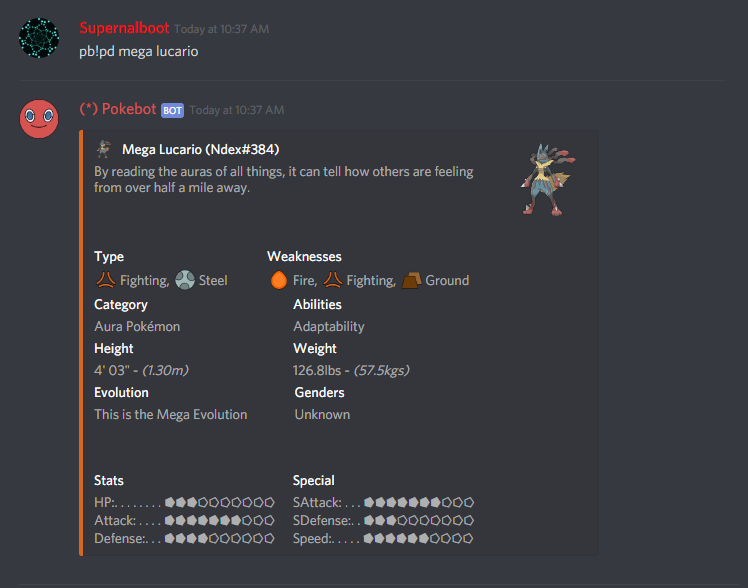 Supernalboot Today at 10:37 AM
pb!pd mega lucario
(*) Pokebot BOT Today at 10:37 AM
Mega Lucario (Ndex#384)
By reading the auras of all things, it can tell how others are feeling
from over half a mile away.
Type Weaknesses
Fighting, Steel Fire, Fighting, Ground
Category Abilities
Aura Pokémon Adaptability
Height Weight
4' 03" - (1.30m) 126.8lbs - (57.5kgs)
Evolution Genders
This is the Mega Evolution Unknown
Stats Special
HP:. . . . . . . . SAttack: . . .
Attack: . . . . SDefense:. .
Defense:. . . Speed:. . . . .